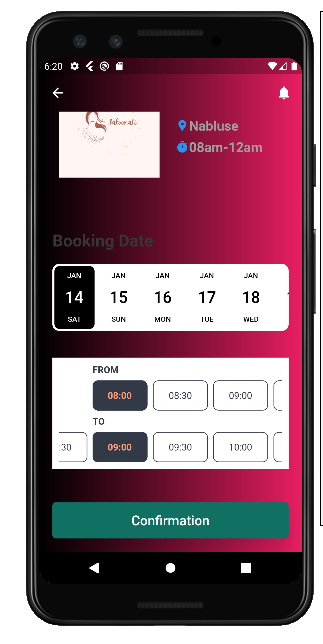 6:20
Baboonaji
Nabluse
08am-12am
Booking Date
JAN JAN JAN JAN JAN
14 15 16 17 18
SAT SUN MON TUE WED
FROM
08:00 08:30 09:00
TO
:30 09:00 09:30 10:00
Confirmation